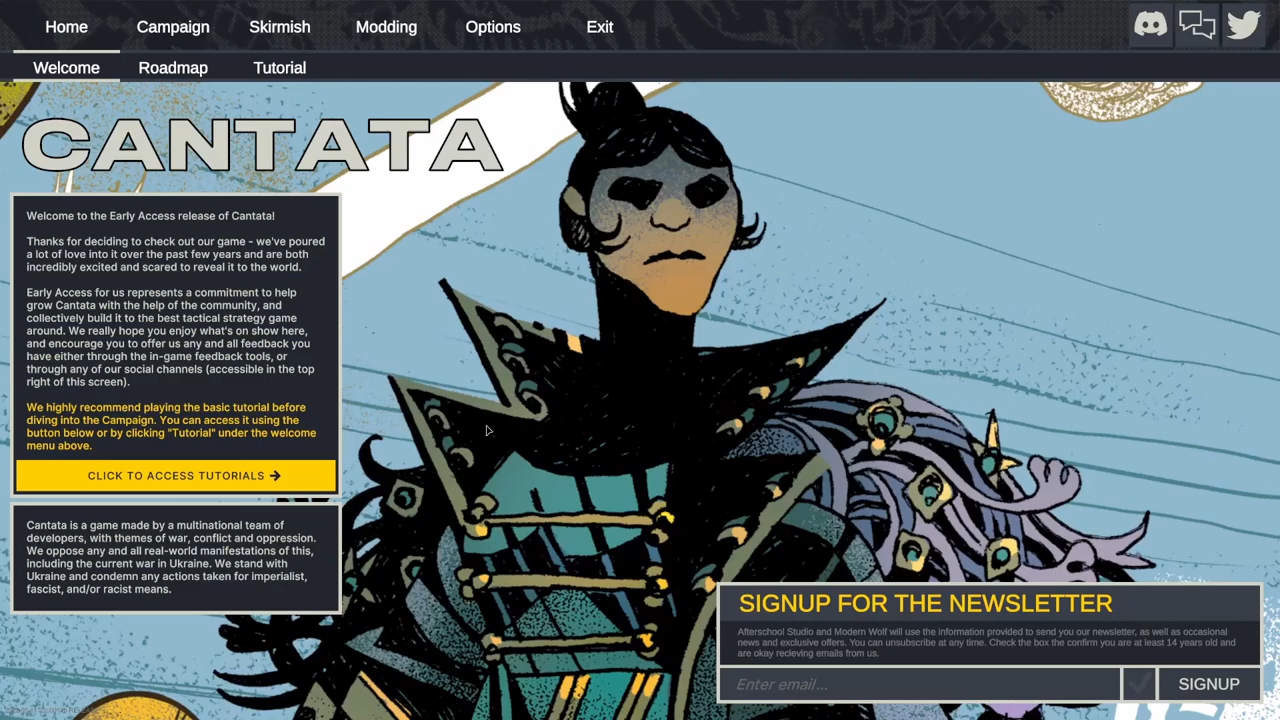 Home Campaign Skirmish Modding Options Exit
Welcome Roadmap Tutorial
CANTATA
Welcome to the Early Access release of Cantata!
Thanks for deciding to check out our game - we've poured
a lot of love into it over the past few years and are both
incredibly excited and scared to reveal it to the world.
Early Access for us represents a commitment to help
grow Cantata with the help of the community, and
collectively build it to the best tactical strategy game
around. We really hope you enjoy what's on show here,
and encourage you to offer us any and all feedback you
have either through the in-game feedback tools, or
through any of our social channels (accessible in the top
right of this screen).
We highly recommend playing the basic tutorial before
diving into the Campaign. You can access it using the
button below or by clicking "Tutorial" under the welcome
menu above.
CLICK TO ACCESS TUTORIALS
Cantata is a game made by a multinational team of
developers, with themes of war, conflict and oppression.
We oppose any and all real-world manifestations of this,
including the current war in Ukraine. We stand with
Ukraine and condemn any actions taken for imperialist,
fascist, and/or racist means.
SIGNUP FOR THE NEWSLETTER
Afterschool Studio and Modern Wolf will use the information provided to send you our newsletter, as well as occasional
news and exclusive offers. You can unsubscribe at any time. Check the box the confirm you are at least 14 years old and
are okay recieving emails from us.
Enter email...
SIGNUP